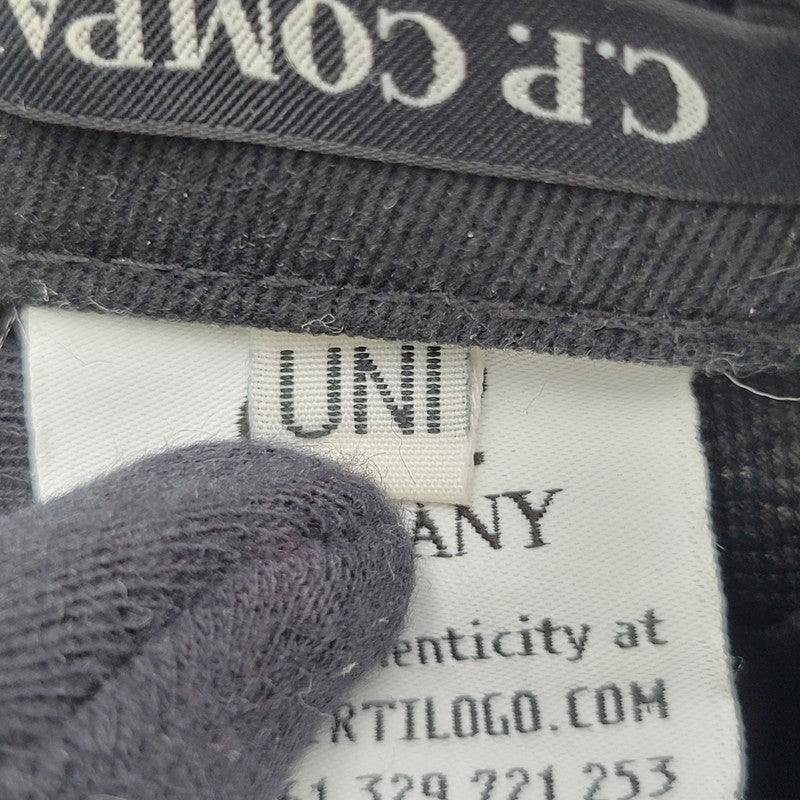 C.P. COMPA
UNI
ANY
enticity at
RTILOGO.COM
329 721 253